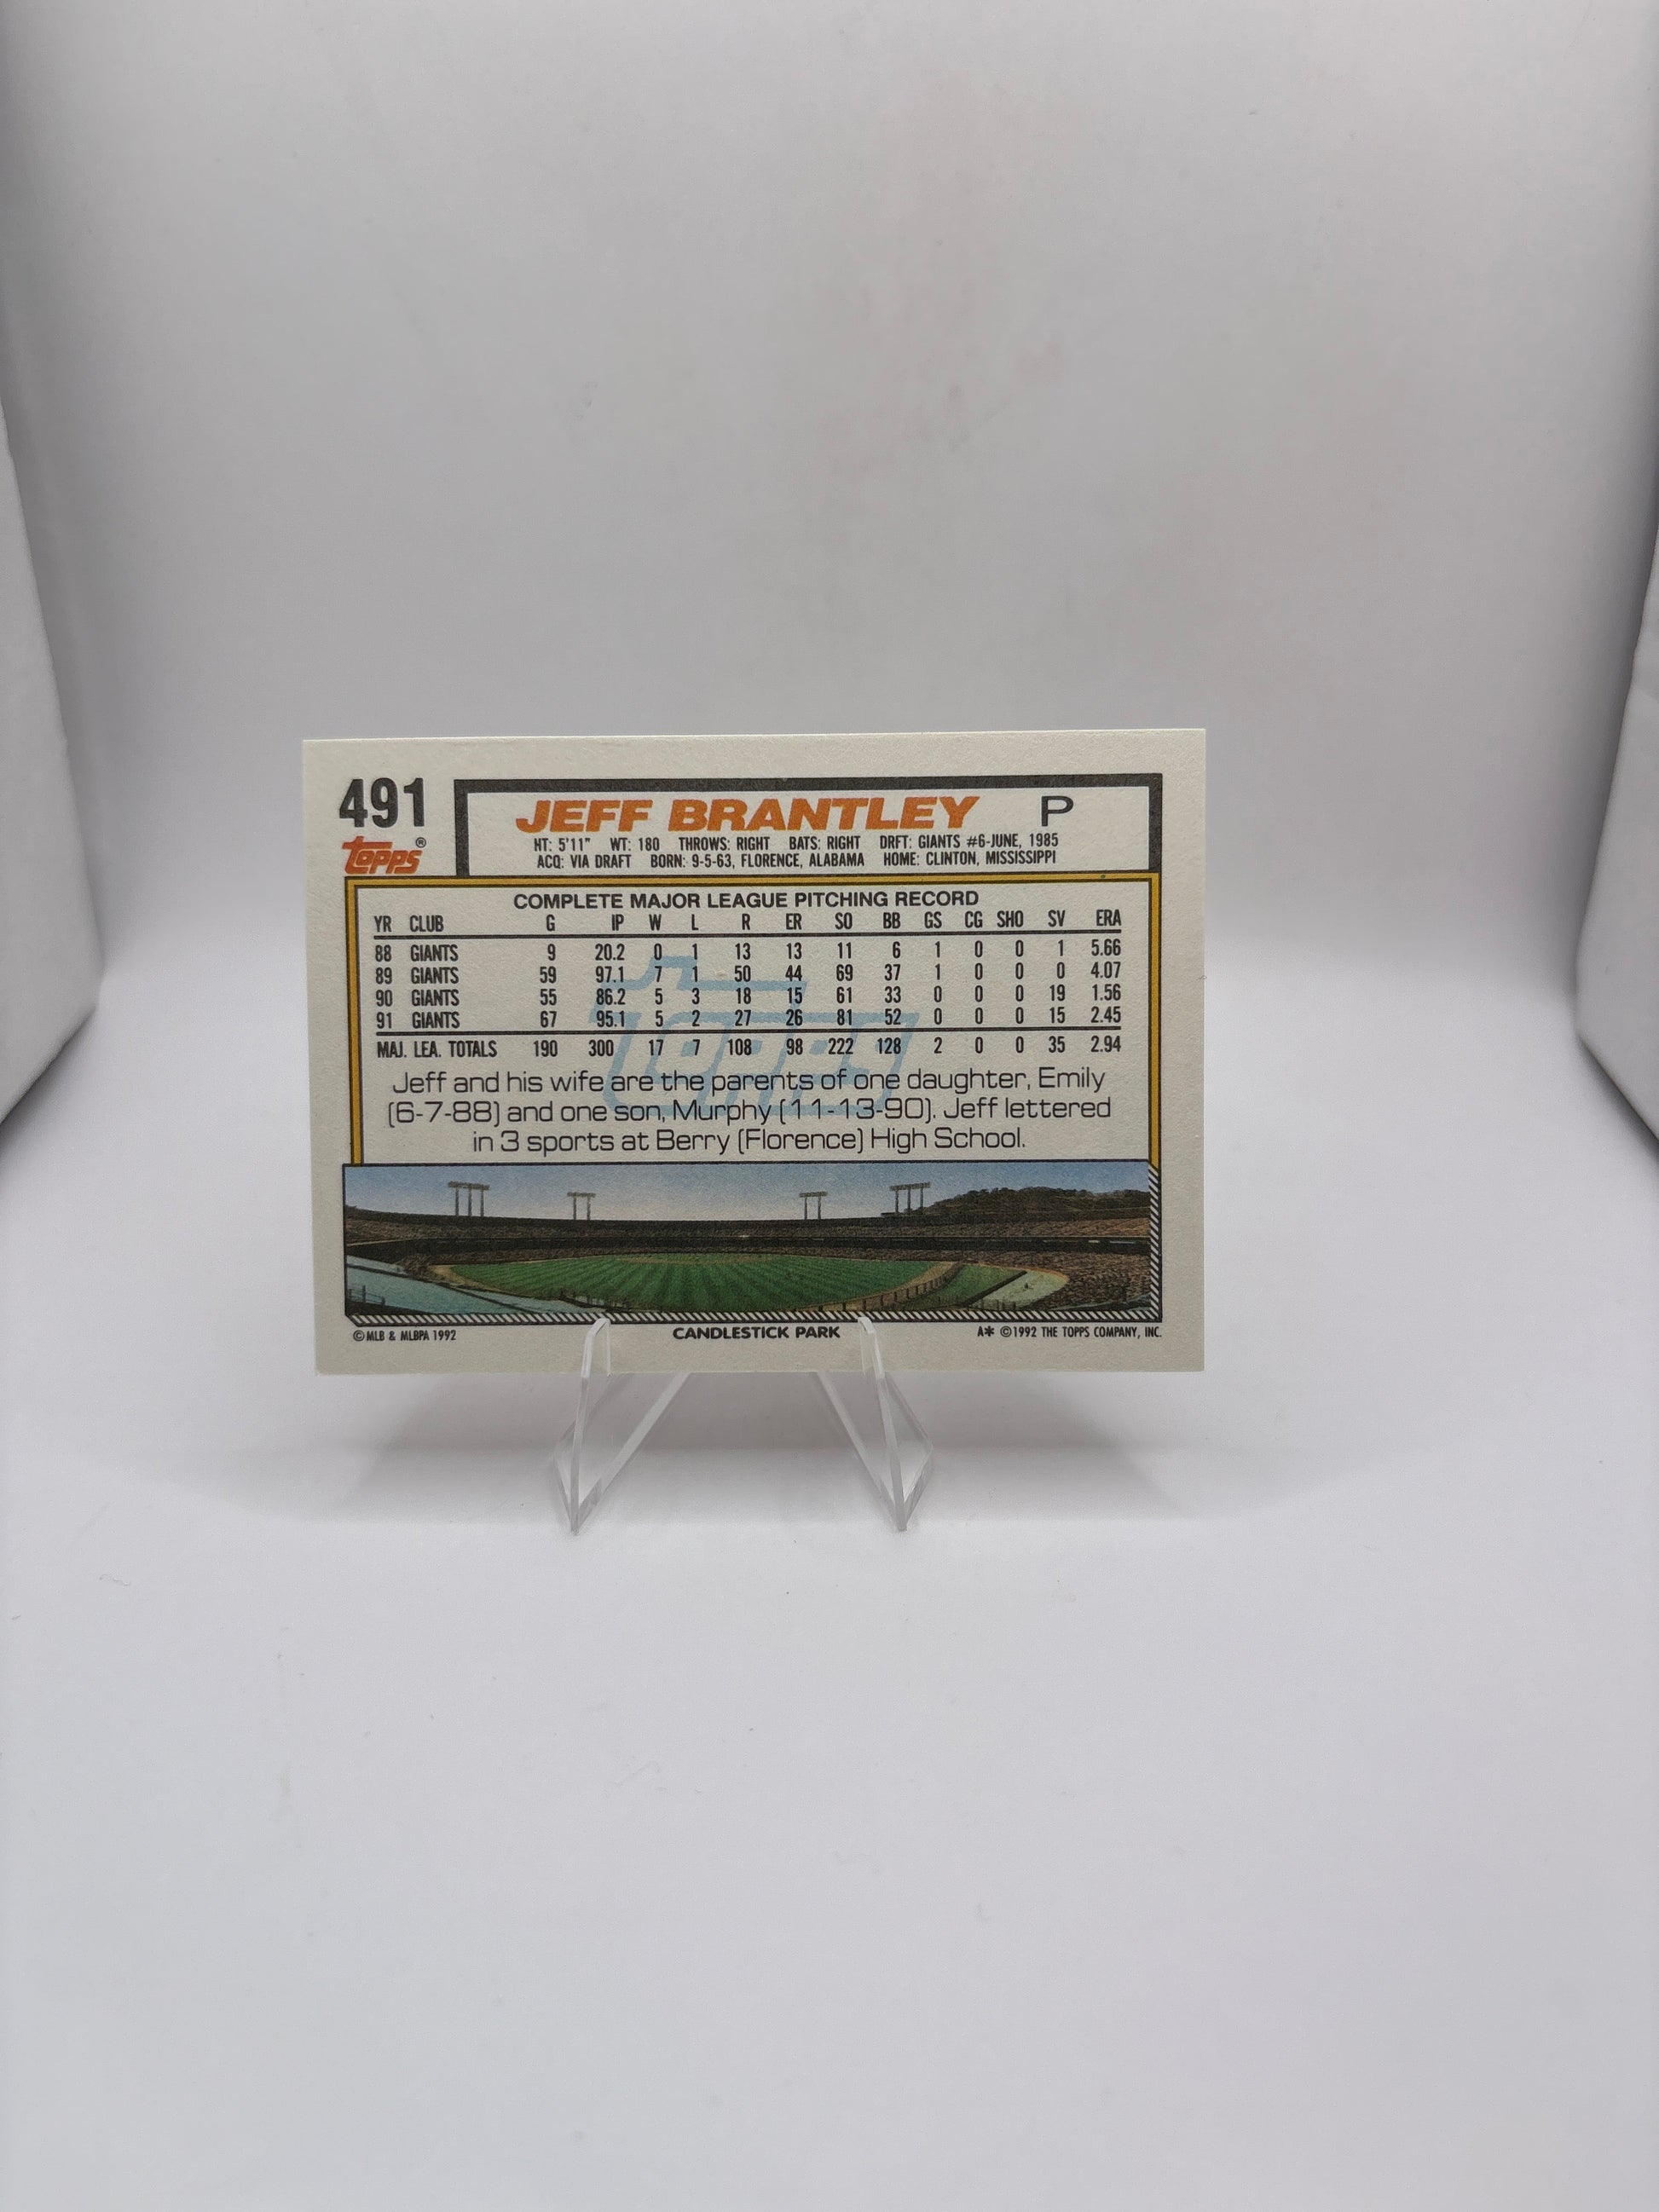 491
topps®
JEFF BRANTLEY P
HT: 5'11" WT: 180 THROWS: RIGHT BATS: RIGHT DRFT: GIANTS #6-JUNE, 1985
ACQ: VIA DRAFT BORN: 9-5-63, FLORENCE, ALABAMA HOME: CLINTON, MISSISSIPPI
COMPLETE MAJOR LEAGUE PITCHING RECORD
YR CLUB G IP W L R ER SO BB GS CG SHO SV ERA
88 GIANTS 9 20.2 0 1 13 13 11 6 1 0 0 1 5.66
89 GIANTS 59 97.1 7 1 50 44 69 37 1 0 0 0 4.07
90 GIANTS 55 86.2 5 3 18 15 61 33 0 0 0 19 1.56
91 GIANTS 67 95.1 5 2 27 26 81 52 0 0 0 15 2.45
MAJ. LEA. TOTALS 190 300 17 7 108 98 222 128 2 0 0 35 2.94
topps
Jeff and his wife are the parents of one daughter, Emily
(6-7-88) and one son, Murphy (11-13-90). Jeff lettered
in 3 sports at Berry (Florence) High School.
© MLB & MLBPA 1992 CANDLESTICK PARK A* ©1992 THE TOPPS COMPANY, INC.